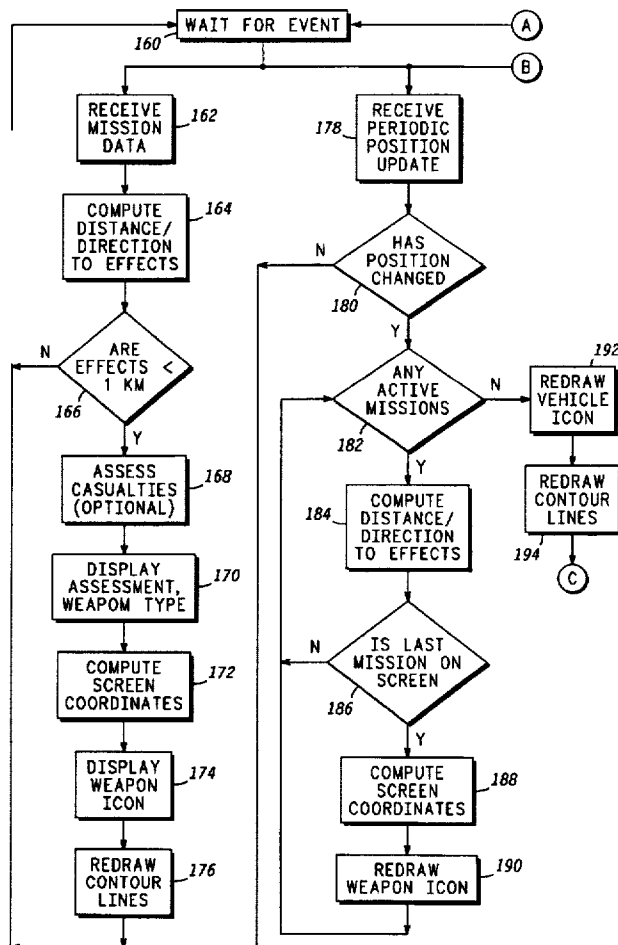 WAIT FOR EVENT
160
A
B
RECEIVE
MISSION
DATA
162
COMPUTE
DISTANCE/
DIRECTION
TO EFFECTS
164
ARE
EFFECTS <
1 KM
166
N
Y
ASSESS
CASUALTIES
(OPTIONAL)
168
DISPLAY
ASSESSMENT,
WEAPOM TYPE
170
COMPUTE
SCREEN
COORDINATES
172
DISPLAY
WEAPON
ICON
174
REDRAW
CONTOUR
LINES
176
RECEIVE
PERIODIC
POSITION
UPDATE
178
HAS
POSITION
CHANGED
180
N
Y
ANY
ACTIVE
MISSIONS
182
N
Y
COMPUTE
DISTANCE/
DIRECTION
TO EFFECTS
184
IS LAST
MISSION ON
SCREEN
186
N
Y
COMPUTE
SCREEN
COORDINATES
188
REDRAW
WEAPON ICON
190
REDRAW
VEHICLE
ICON
192
REDRAW
CONTOUR
LINES
194
C